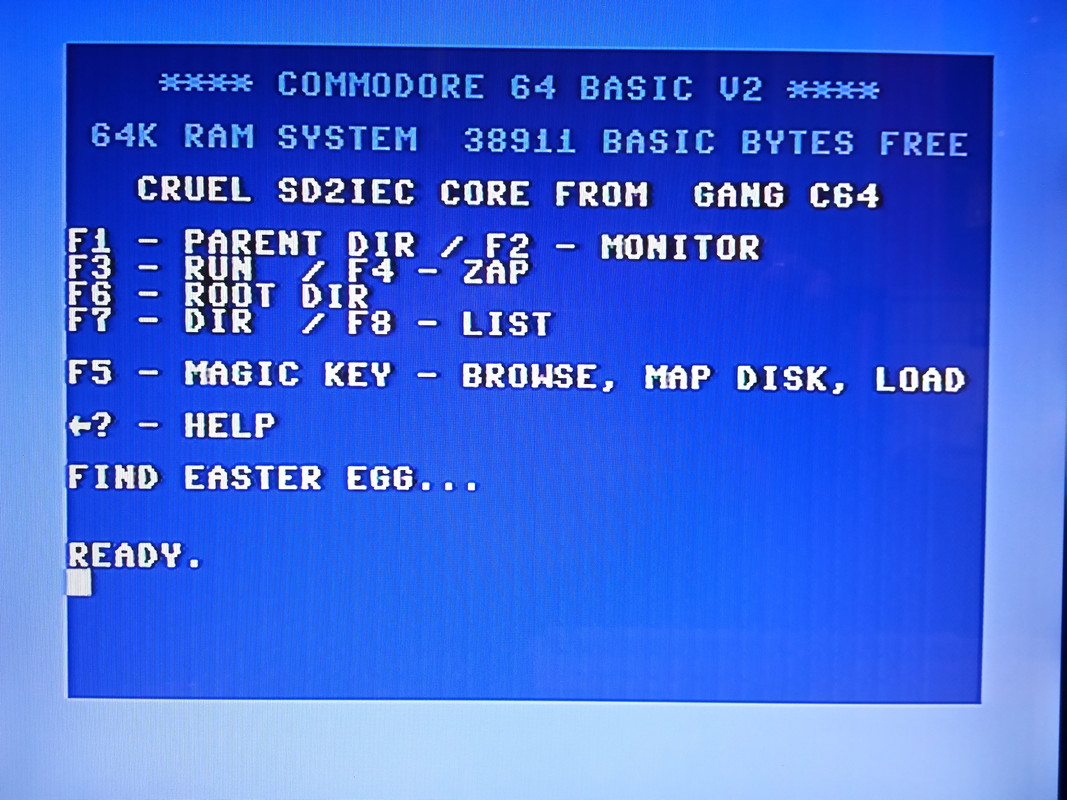 **** COMMODORE 64 BASIC V2 ****
64K RAM SYSTEM  38911 BASIC BYTES FREE
CRUEL SD2IEC CORE FROM  GANG C64
F1 - PARENT DIR / F2 - MONITOR
F3 - RUN  / F4 - ZAP
F6 - ROOT DIR
F7 - DIR  / F8 - LIST
F5 - MAGIC KEY - BROWSE, MAP DISK, LOAD
←? - HELP
FIND EASTER EGG...
READY.